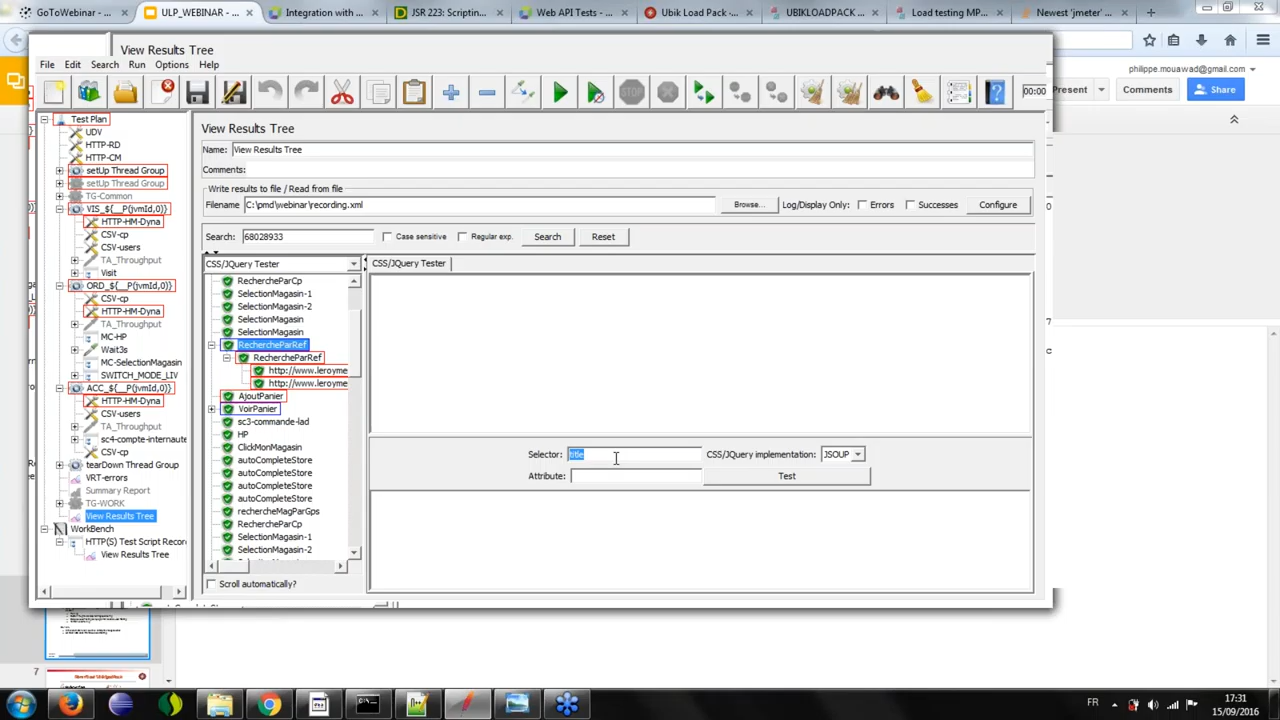 GoToWebinar - ...
ULP_WEBINAR - ...
Integration with ...
JSR 223: Scriptin...
Web API Tests - ...
Ubik Load Pack - ...
UBIKLOADPACK ...
Load testing MP...
Newest 'jmeter' ...
View Results Tree
philippe.mouawad@gmail.com
File Edit Search Run Options Help
00:00
Present
Comments
Share
Test Plan
UDV
HTTP-RD
HTTP-CM
setUp Thread Group
setUp Thread Group
TG-Common
VIS_${__P(jvmId,0)}
HTTP-HM-Dyna
CSV-cp
CSV-users
TA_Throughput
Visit
ORD_${__P(jvmId,0)}
CSV-cp
HTTP-HM-Dyna
TA_Throughput
MC-HP
Wait3s
MC-SelectionMagasin
SWITCH_MODE_LIV
ACC_${__P(jvmId,0)}
HTTP-HM-Dyna
CSV-users
TA_Throughput
sc4-compte-internaute
CSV-cp
tearDown Thread Group
VRT-errors
Summary Report
TG-WORK
View Results Tree
WorkBench
HTTP(S) Test Script Recor
View Results Tree
View Results Tree
Name: View Results Tree
Comments:
Write results to file / Read from file
Filename C:\pmd\webinar\recording.xml Browse... Log/Display Only: Errors Successes Configure
Search: 68028933 Case sensitive Regular exp. Search Reset
CSS/JQuery Tester
CSS/JQuery Tester
RechercheParCp
SelectionMagasin-1
SelectionMagasin-2
SelectionMagasin
SelectionMagasin
RechercheParRef
RechercheParRef
http://www.leroyme
http://www.leroyme
AjoutPanier
VoirPanier
sc3-commande-lad
HP
ClickMonMagasin
autoCompleteStore
autoCompleteStore
autoCompleteStore
autoCompleteStore
rechercheMagParGps
RechercheParCp
SelectionMagasin-1
SelectionMagasin-2
Scroll automatically?
Selector: title CSS/JQuery implementation: JSOUP
Attribute: Test
7
FR
17:31
15/09/2016